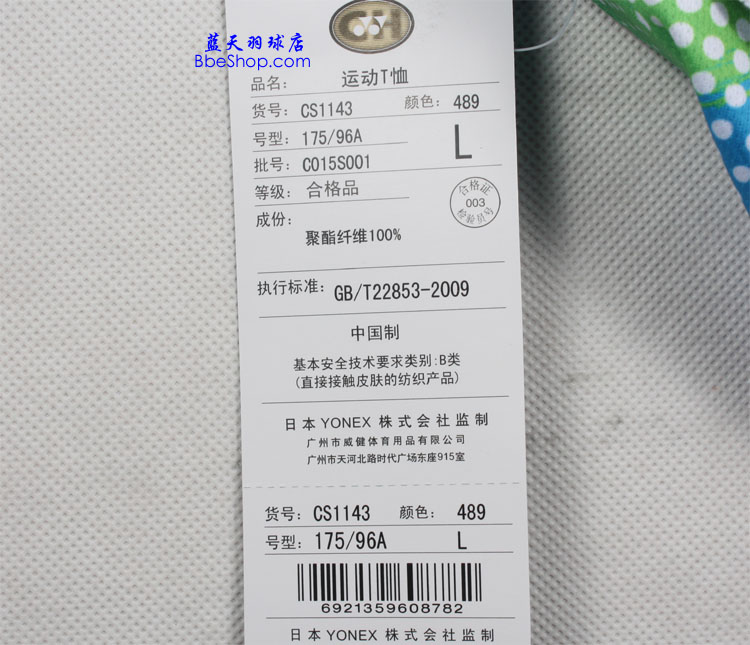 蓝天羽球店
BbeShop.com
品名: 运动T恤
货号: CS1143 颜色: 489
号型: 175/96A L
批号: C015S001
等级: 合格品
合格证
003
检验员号
成份:
聚酯纤维100%
执行标准: GB/T22853-2009
中国制
基本安全技术要求类别:B类
(直接接触皮肤的纺织产品)
日本YONEX 株式会社监制
广州市威健体育用品有限公司
广州市天河北路时代广场东座915室
货号: CS1143 颜色: 489
号型: 175/96A L
6921359608782
日本YONEX 株式会社监制